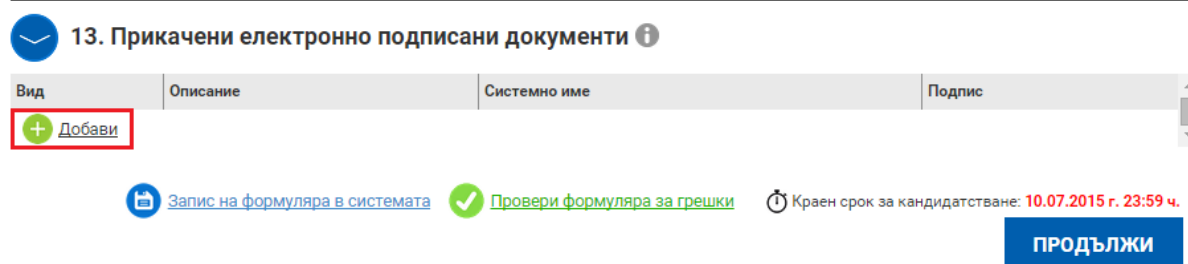 13. Прикачени електронно подписани документи
Вид Описание Системно име Подпис
Добави
Запис на формуляра в системата Провери формуляра за грешки Краен срок за кандидатстване: 10.07.2015 г. 23:59 ч.
ПРОДЪЛЖИ